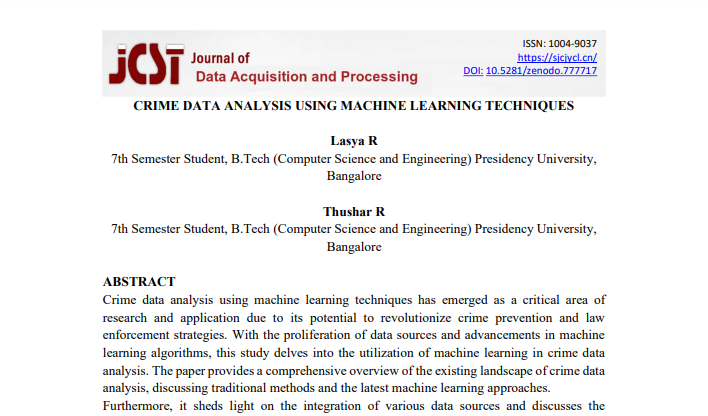 ISSN: 1004-9037
https://sjcjycl.cn/
DOI: 10.5281/zenodo.777717
jCST Journal of
Data Acquisition and Processing
CRIME DATA ANALYSIS USING MACHINE LEARNING TECHNIQUES
Lasya R
7th Semester Student, B.Tech (Computer Science and Engineering) Presidency University,
Bangalore
Thushar R
7th Semester Student, B.Tech (Computer Science and Engineering) Presidency University,
Bangalore
ABSTRACT
Crime data analysis using machine learning techniques has emerged as a critical area of
research and application due to its potential to revolutionize crime prevention and law
enforcement strategies. With the proliferation of data sources and advancements in machine
learning algorithms, this study delves into the utilization of machine learning in crime data
analysis. The paper provides a comprehensive overview of the existing landscape of crime data
analysis, discussing traditional methods and the latest machine learning approaches.
Furthermore, it sheds light on the integration of various data sources and discusses the